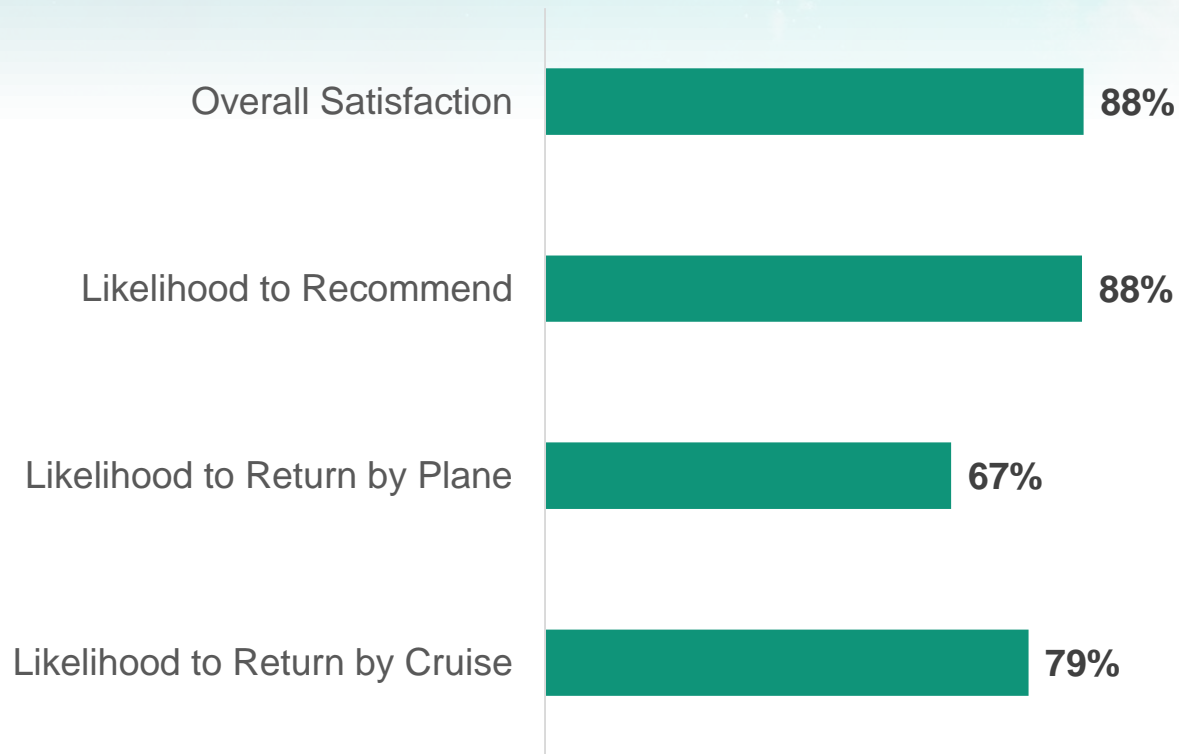 Overall Satisfaction 88%
Likelihood to Recommend 88%
Likelihood to Return by Plane 67%
Likelihood to Return by Cruise 79%